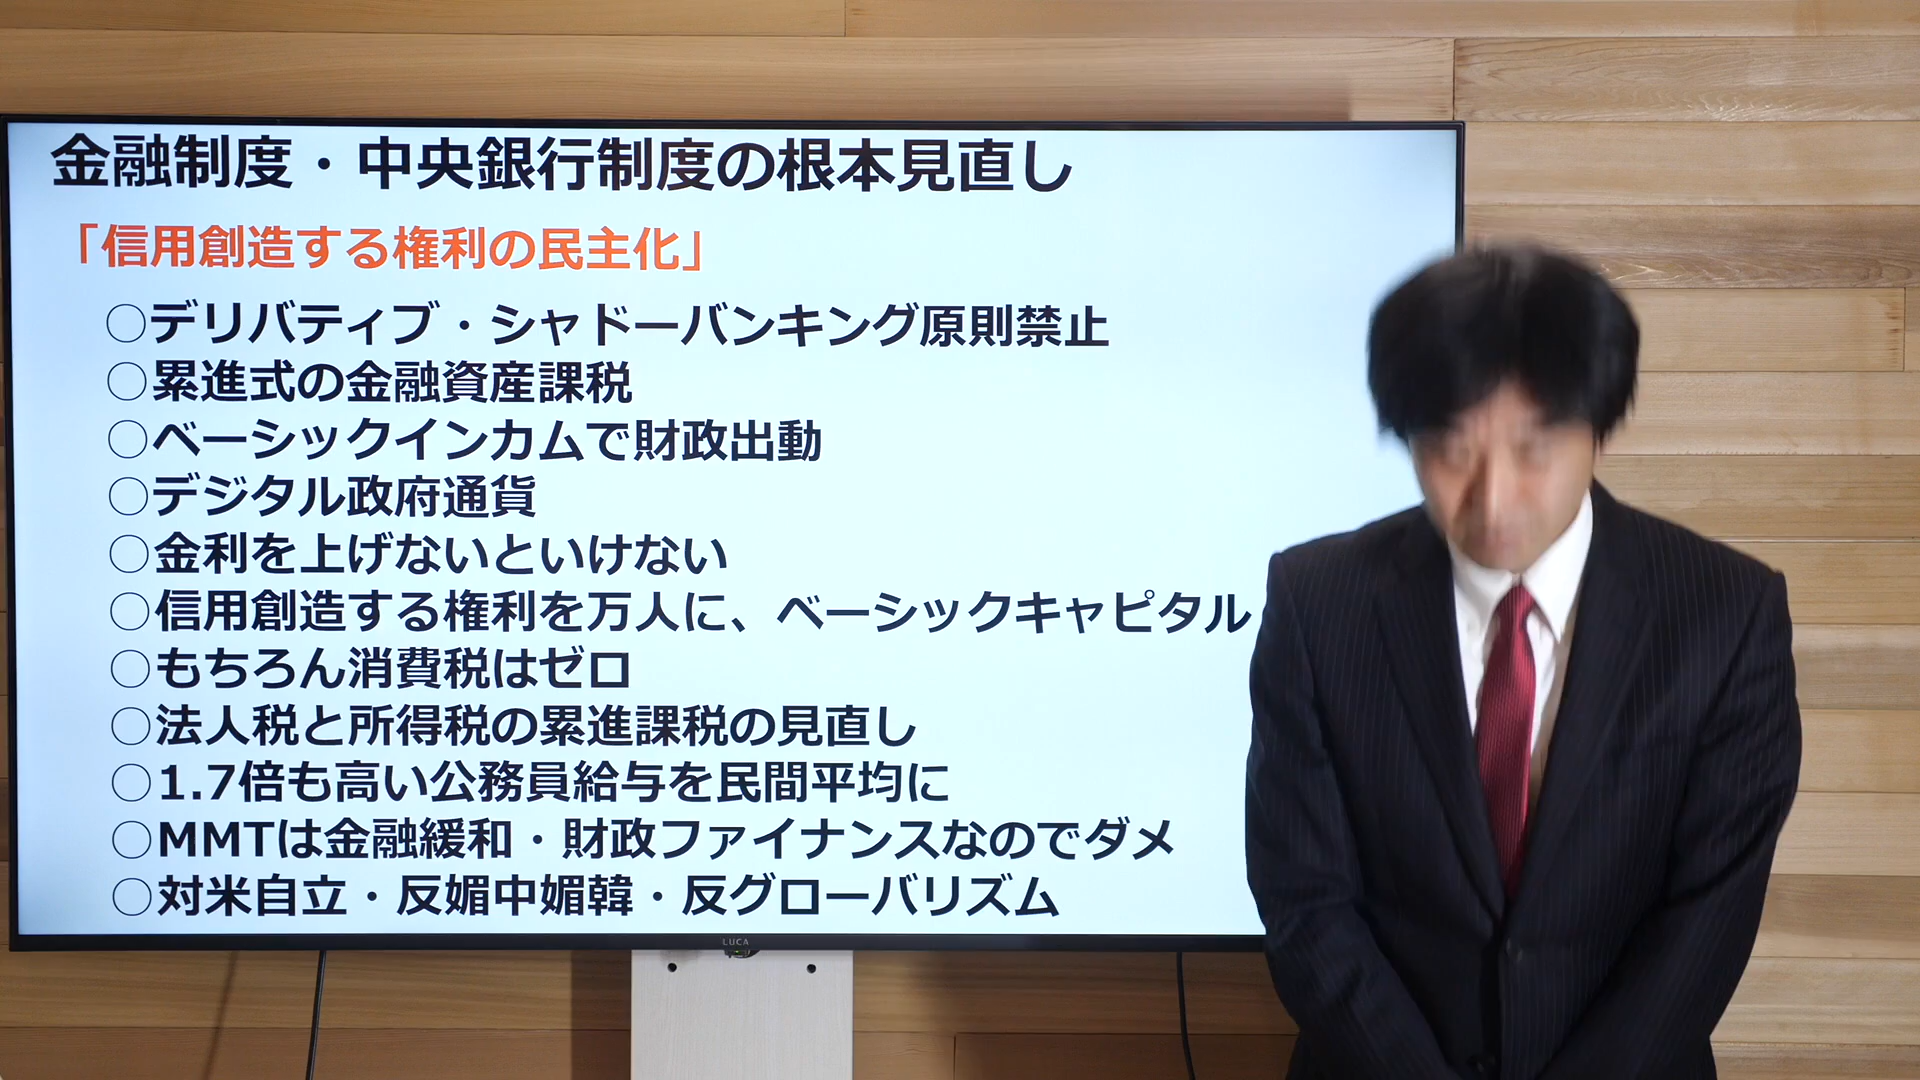 金融制度・中央銀行制度の根本見直し
「信用創造する権利の民主化」
○デリバティブ・シャドーバンキング原則禁止
○累進式の金融資産課税
○ベーシックインカムで財政出動
○デジタル政府通貨
○金利を上げないといけない
○信用創造する権利を万人に、ベーシックキャピタル
○もちろん消費税はゼロ
○法人税と所得税の累進課税の見直し
○1.7倍も高い公務員給与を民間平均に
○MMTは金融緩和・財政ファイナンスなのでダメ
○対米自立・反媚中媚韓・反グローバリズム
LUCA